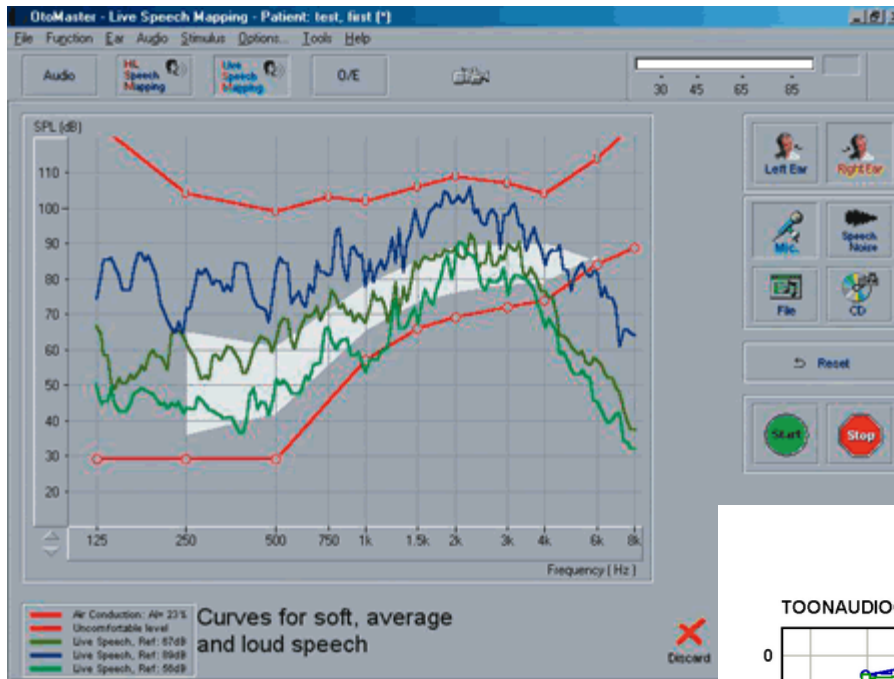 OtoMaster - Live Speech Mapping - Patient: test, first (*)
File Function Ear Audio Stimulus Options... Tools Help
Audio
HL Speech Mapping
Live Speech Mapping
O/E
30 45 65 85
SPL (dB)
110
100
90
80
70
60
50
40
30
20
125 250 500 750 1k 1.5k 2k 3k 4k 6k 8k
Frequency ( Hz )
Left Ear
Right Ear
Mic.
Speech Noise
File
CD
Reset
Start
Stop
Air Conduction: AI= 23%
Uncomfortable level
Live Speech, Ref: 67dB
Live Speech, Ref: 89dB
Live Speech, Ref: 56dB
Curves for soft, average
and loud speech
Discard
TOONAUDIO
0